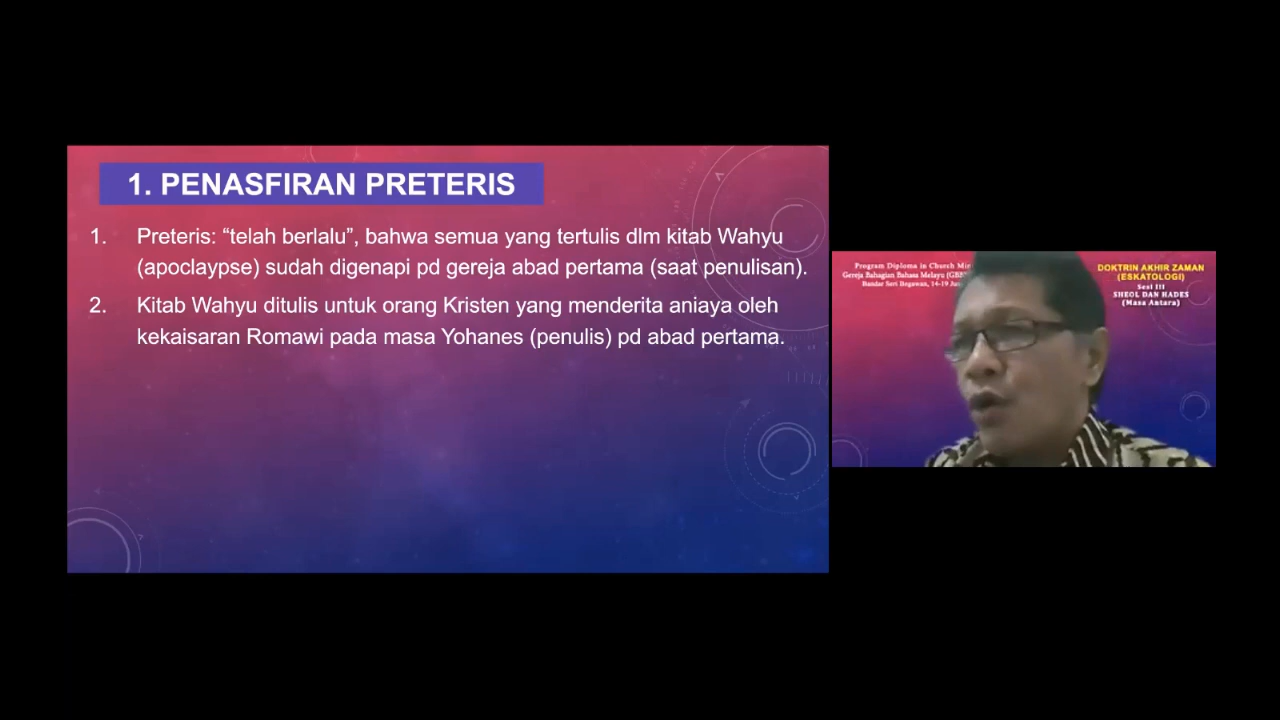 1. PENASFIRAN PRETERIS
1. Preteris: “telah berlalu”, bahwa semua yang tertulis dlm kitab Wahyu
(apoclaypse) sudah digenapi pd gereja abad pertama (saat penulisan).
2. Kitab Wahyu ditulis untuk orang Kristen yang menderita aniaya oleh
kekaisaran Romawi pada masa Yohanes (penulis) pd abad pertama.
Program Diploma in Church
Gereja Bahagian Bahasa Melayu
Bandar Seri Begawan, 14-19
DOKTRIN AKHIR ZAMAN
(ESKATOLOGI)
Sesi III
SHEOL DAN HADES
(Masa Antara)